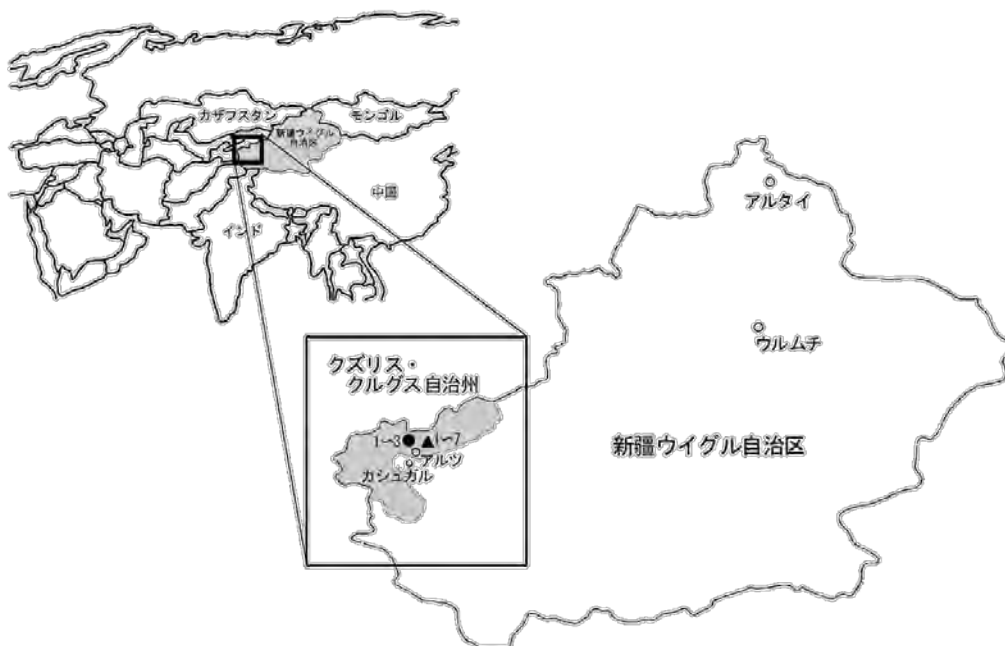 カザフスタン
モンゴル
新疆ウイグル
自治区
中国
インド
アルタイ
ウルムチ
クズリス・
クルグス自治州
1~3
1~7
アルツ
カシュガル
新疆ウイグル自治区